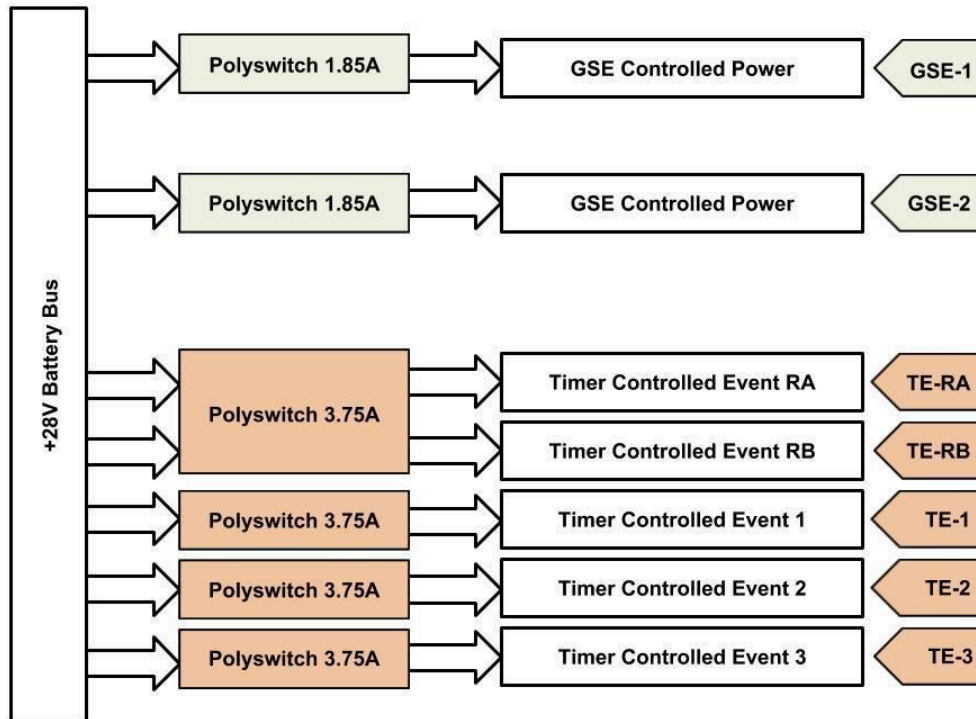 +28V Battery Bus
Polyswitch 1.85A
GSE Controlled Power
GSE-1
Polyswitch 1.85A
GSE Controlled Power
GSE-2
Polyswitch 3.75A
Timer Controlled Event RA
TE-RA
Timer Controlled Event RB
TE-RB
Polyswitch 3.75A
Timer Controlled Event 1
TE-1
Polyswitch 3.75A
Timer Controlled Event 2
TE-2
Polyswitch 3.75A
Timer Controlled Event 3
TE-3